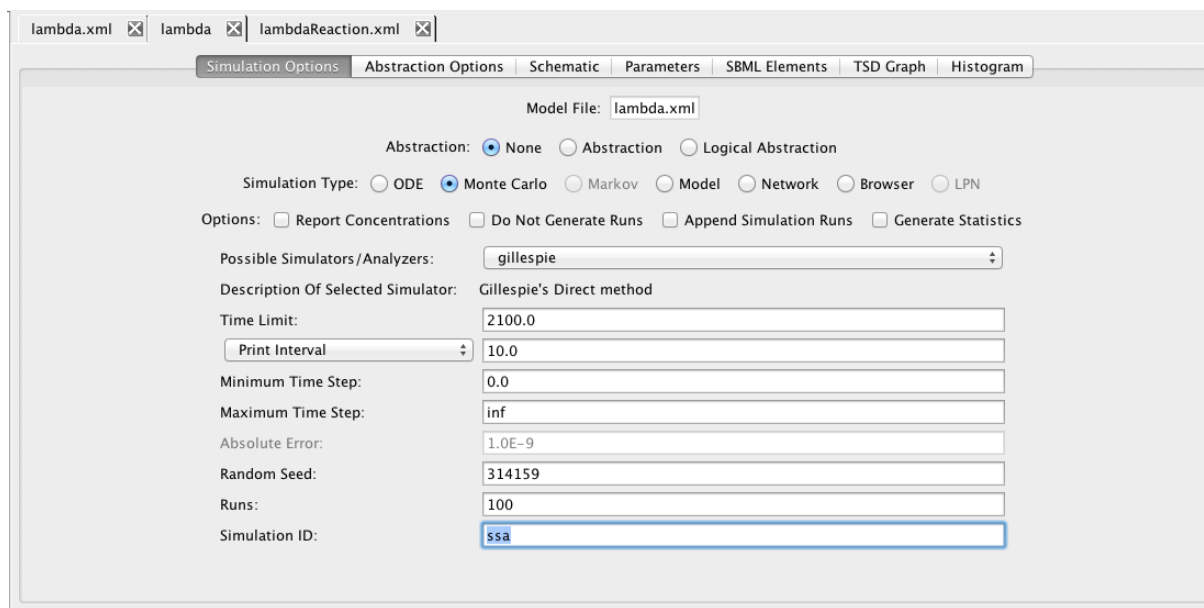 lambda.xml lambda lambdaReaction.xml
Simulation Options Abstraction Options Schematic Parameters SBML Elements TSD Graph Histogram
Model File: lambda.xml
Abstraction: None Abstraction Logical Abstraction
Simulation Type: ODE Monte Carlo Markov Model Network Browser LPN
Options: Report Concentrations Do Not Generate Runs Append Simulation Runs Generate Statistics
Possible Simulators/Analyzers: gillespie
Description Of Selected Simulator: Gillespie's Direct method
Time Limit: 2100.0
Print Interval 10.0
Minimum Time Step: 0.0
Maximum Time Step: inf
Absolute Error: 1.0E-9
Random Seed: 314159
Runs: 100
Simulation ID: ssa